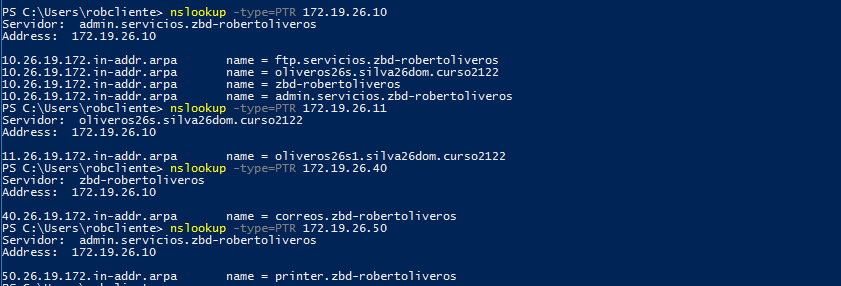 PS C:\Users\robcliente> nslookup -type=PTR 172.19.26.10
Servidor:  admin.servicios.zbd-robertoliveros
Address:  172.19.26.10
10.26.19.172.in-addr.arpa       name = ftp.servicios.zbd-robertoliveros
10.26.19.172.in-addr.arpa       name = oliveros26s.silva26dom.curso2122
10.26.19.172.in-addr.arpa       name = zbd-robertoliveros
10.26.19.172.in-addr.arpa       name = admin.servicios.zbd-robertoliveros
PS C:\Users\robcliente> nslookup -type=PTR 172.19.26.11
Servidor:  oliveros26s.silva26dom.curso2122
Address:  172.19.26.10
11.26.19.172.in-addr.arpa       name = oliveros26s1.silva26dom.curso2122
PS C:\Users\robcliente> nslookup -type=PTR 172.19.26.40
Servidor:  zbd-robertoliveros
Address:  172.19.26.10
40.26.19.172.in-addr.arpa       name = correos.zbd-robertoliveros
PS C:\Users\robcliente> nslookup -type=PTR 172.19.26.50
Servidor:  admin.servicios.zbd-robertoliveros
Address:  172.19.26.10
50.26.19.172.in-addr.arpa       name = printer.zbd-robertoliveros